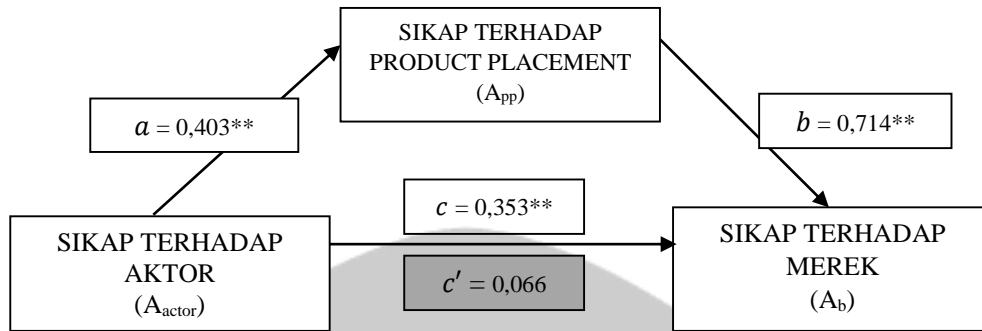 SIKAP TERHADAP
PRODUCT PLACEMENT
(App)
a = 0,403**
b = 0,714**
c = 0,353**
SIKAP TERHADAP
AKTOR
(Aactor)
c′ = 0,066
SIKAP TERHADAP
MEREK
(Ab)